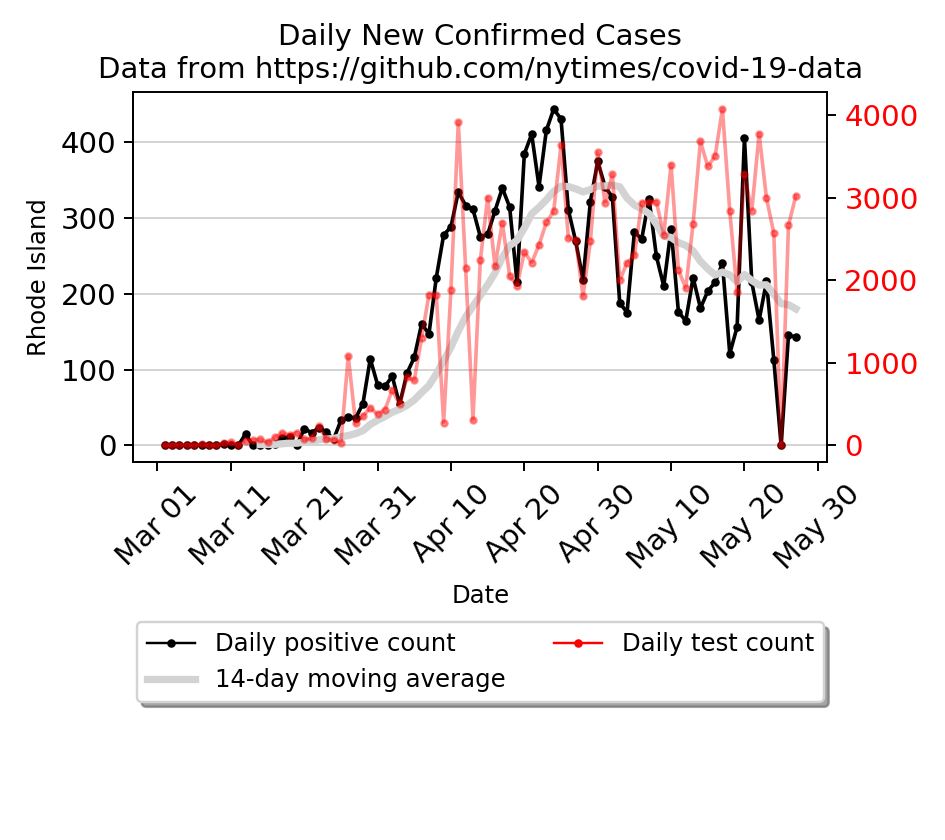 Daily New Confirmed Cases
Data from https://github.com/nytimes/covid-19-data
Rhode Island
400
300
200
100
0
4000
3000
2000
1000
0
Mar 01
Mar 11
Mar 21
Mar 31
Apr 10
Apr 20
Apr 30
May 10
May 20
May 30
Date
Daily positive count
Daily test count
14-day moving average